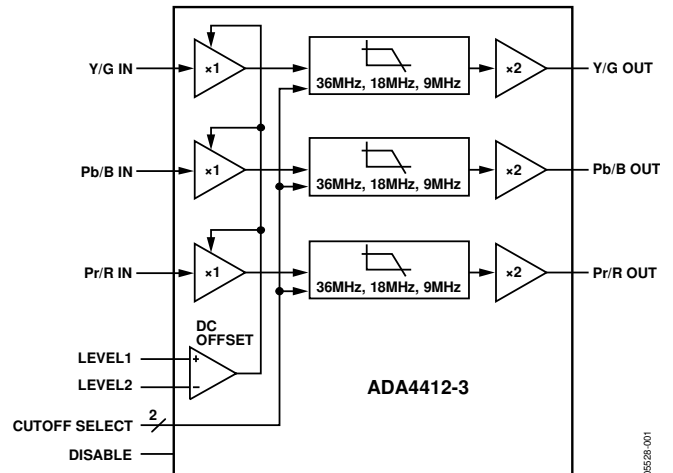 Y/G IN
×1
36MHz, 18MHz, 9MHz
×2
Y/G OUT
Pb/B IN
×1
36MHz, 18MHz, 9MHz
×2
Pb/B OUT
Pr/R IN
×1
36MHz, 18MHz, 9MHz
×2
Pr/R OUT
DC
OFFSET
LEVEL1
+
LEVEL2
–
ADA4412-3
CUTOFF SELECT
2
DISABLE
05528-001